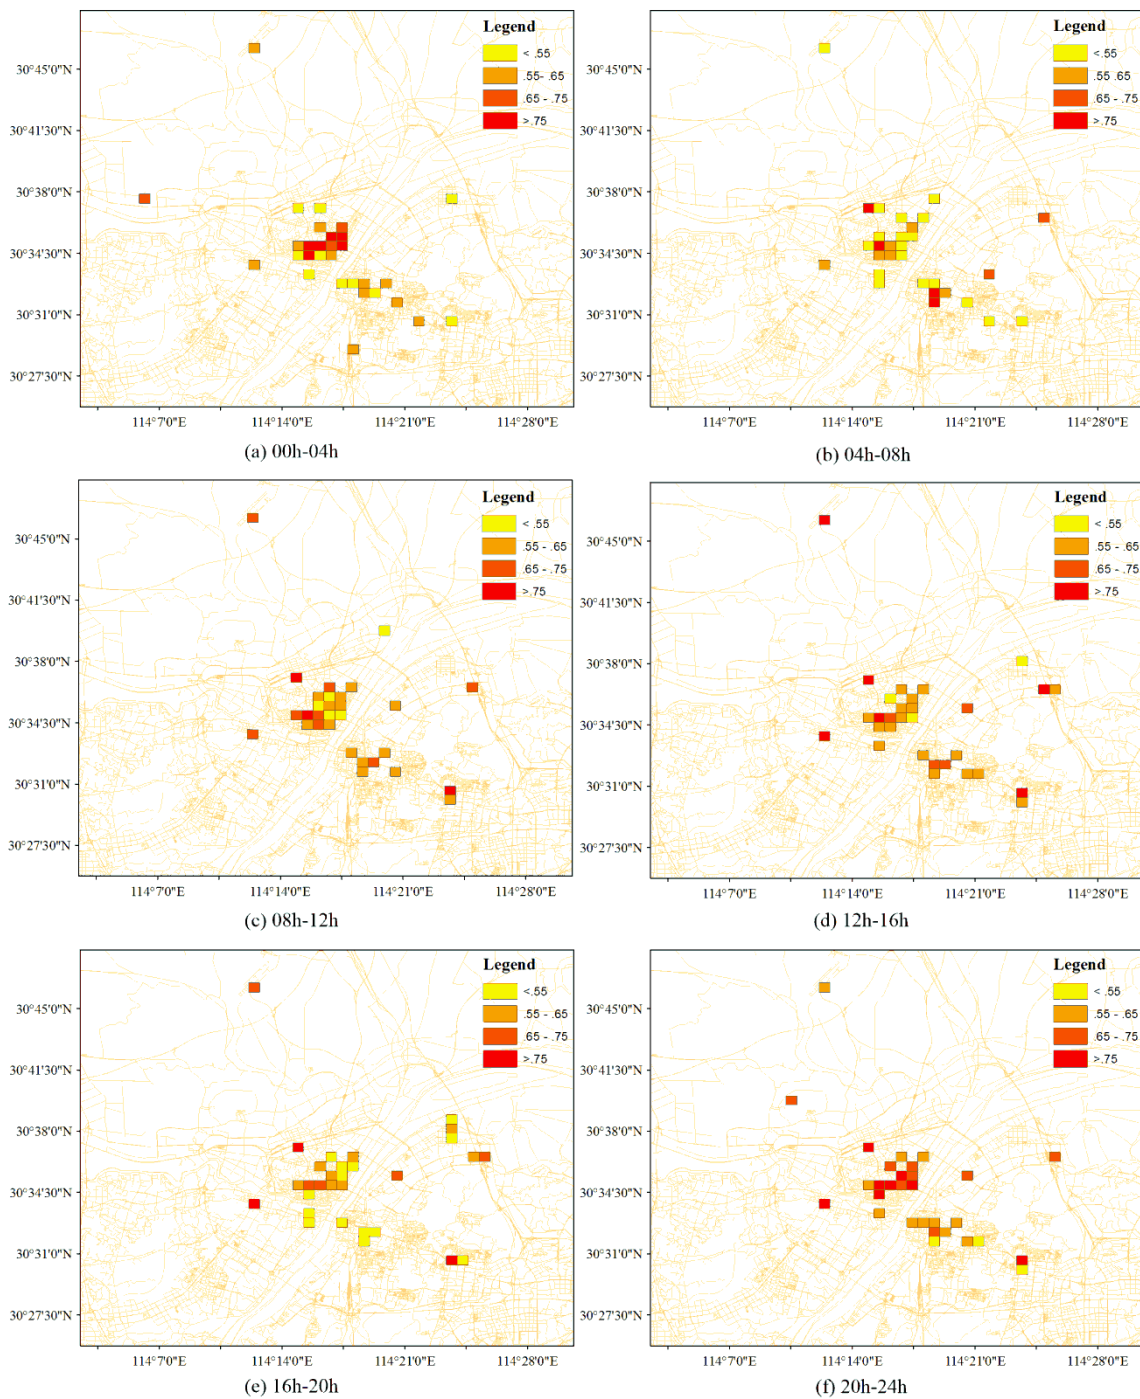 Legend
< .55
.55- .65
.65 - .75
>.75
30°45'0"N
30°41'30"N
30°38'0"N
30°34'30"N
30°31'0"N
30°27'30"N
114°7'0"E
114°14'0"E
114°21'0"E
114°28'0"E
(a) 00h-04h
Legend
< .55
.55 .65
.65 - .75
>.75
30°45'0"N
30°41'30"N
30°38'0"N
30°34'30"N
30°31'0"N
30°27'30"N
114°7'0"E
114°14'0"E
114°21'0"E
114°28'0"E
(b) 04h-08h
Legend
< .55
.55 - .65
.65 - .75
>.75
30°45'0"N
30°41'30"N
30°38'0"N
30°34'30"N
30°31'0"N
30°27'30"N
114°7'0"E
114°14'0"E
114°21'0"E
114°28'0"E
(c) 08h-12h
Legend
< .55
.55 - .65
.65 - .75
>.75
30°45'0"N
30°41'30"N
30°38'0"N
30°34'30"N
30°31'0"N
30°27'30"N
114°7'0"E
114°14'0"E
114°21'0"E
114°28'0"E
(d) 12h-16h
Legend
< .55
.55 - .65
.65 - .75
>.75
30°45'0"N
30°41'30"N
30°38'0"N
30°34'30"N
30°31'0"N
30°27'30"N
114°7'0"E
114°14'0"E
114°21'0"E
114°28'0"E
(e) 16h-20h
Legend
< .55
.55 - .65
.65 - .75
>.75
30°45'0"N
30°41'30"N
30°38'0"N
30°34'30"N
30°31'0"N
30°27'30"N
114°7'0"E
114°14'0"E
114°21'0"E
114°28'0"E
(f) 20h-24h